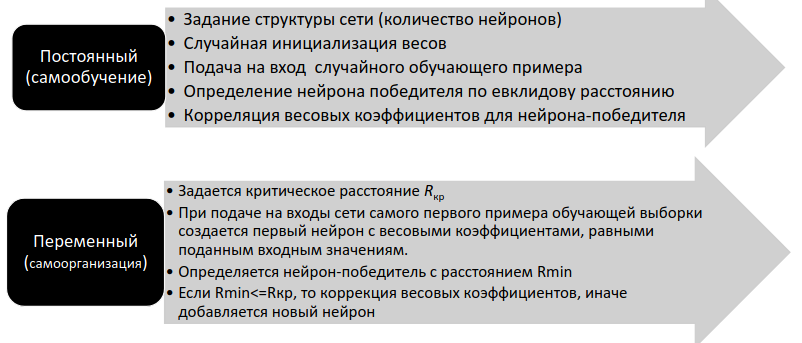 Постоянный
(самообучение)
• Задание структуры сети (количество нейронов)
• Случайная инициализация весов
• Подача на вход случайного обучающего примера
• Определение нейрона победителя по евклидову расстоянию
• Корреляция весовых коэффициентов для нейрона-победителя
Переменный
(самоорганизация)
• Задается критическое расстояние Rкр
• При подаче на входы сети самого первого примера обучающей выборки
создается первый нейрон с весовыми коэффициентами, равными
поданным входным значениям.
• Определяется нейрон-победитель с расстоянием Rmin
• Если Rmin<=Rкр, то коррекция весовых коэффициентов, иначе
добавляется новый нейрон